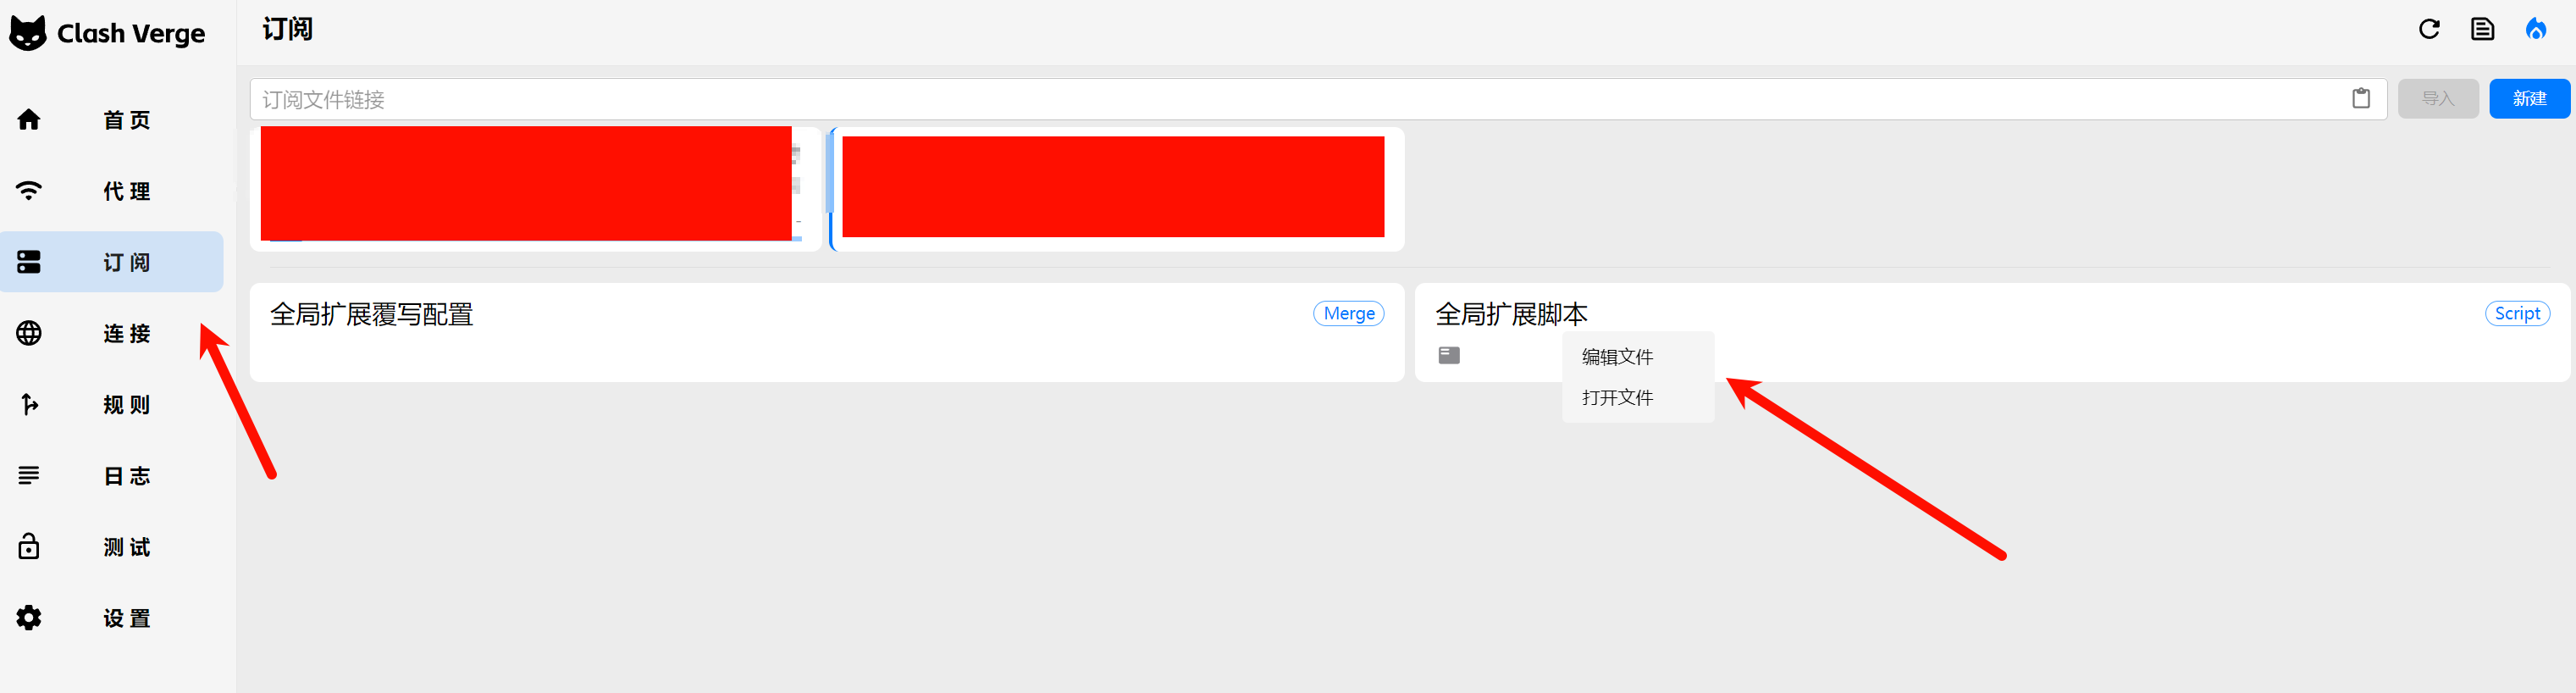 Clash Verge
首页
代理
订阅
连接
规则
日志
测试
设置
订阅
订阅文件链接
导入
新建
全局扩展覆写配置
Merge
全局扩展脚本
Script
编辑文件
打开文件